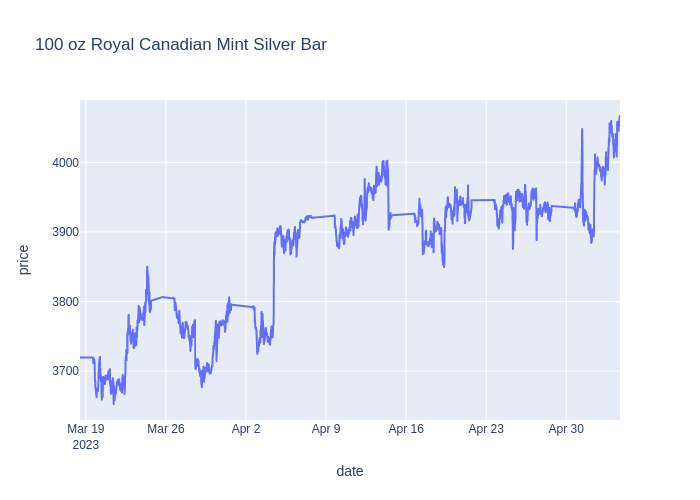 100 oz Royal Canadian Mint Silver Bar
price
4000
3900
3800
3700
Mar 19
2023
Mar 26
Apr 2
Apr 9
Apr 16
Apr 23
Apr 30
date